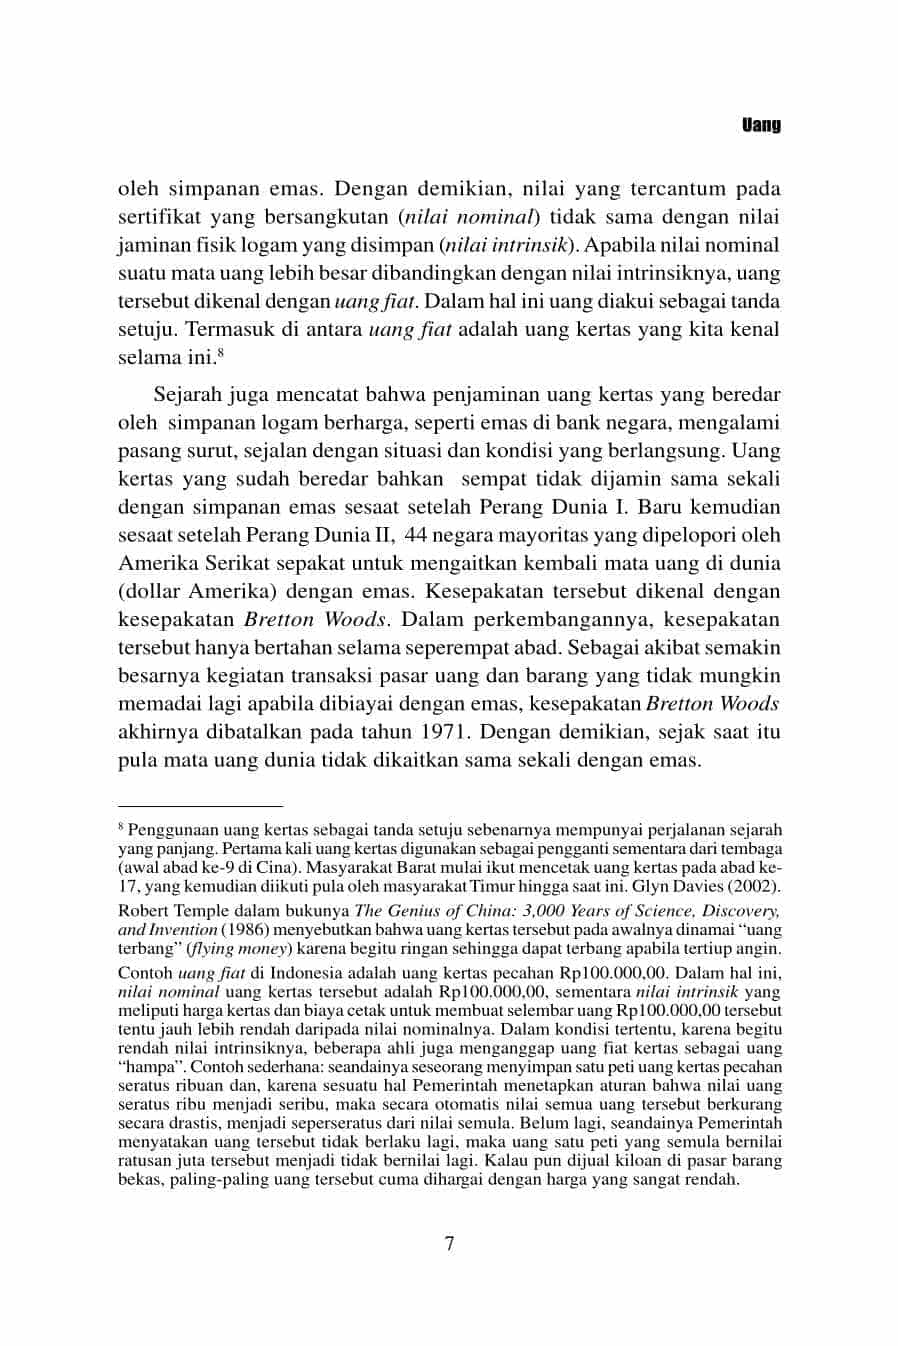 Uang
oleh simpanan emas. Dengan demikian, nilai yang tercantum pada
sertifikat yang bersangkutan (nilai nominal) tidak sama dengan nilai
jaminan fisik logam yang disimpan (nilai intrinsik). Apabila nilai nominal
suatu mata uang lebih besar dibandingkan dengan nilai intrinsiknya, uang
tersebut dikenal dengan uang fiat. Dalam hal ini uang diakui sebagai tanda
setuju. Termasuk di antara uang fiat adalah uang kertas yang kita kenal
selama ini.⁸
Sejarah juga mencatat bahwa penjaminan uang kertas yang beredar
oleh simpanan logam berharga, seperti emas di bank negara, mengalami
pasang surut, sejalan dengan situasi dan kondisi yang berlangsung. Uang
kertas yang sudah beredar bahkan sempat tidak dijamin sama sekali
dengan simpanan emas sesaat setelah Perang Dunia I. Baru kemudian
sesaat setelah Perang Dunia II, 44 negara mayoritas yang dipelopori oleh
Amerika Serikat sepakat untuk mengaitkan kembali mata uang di dunia
(dollar Amerika) dengan emas. Kesepakatan tersebut dikenal dengan
kesepakatan Bretton Woods. Dalam perkembangannya, kesepakatan
tersebut hanya bertahan selama seperempat abad. Sebagai akibat semakin
besarnya kegiatan transaksi pasar uang dan barang yang tidak mungkin
memadai lagi apabila dibiayai dengan emas, kesepakatan Bretton Woods
akhirnya dibatalkan pada tahun 1971. Dengan demikian, sejak saat itu
pula mata uang dunia tidak dikaitkan sama sekali dengan emas.
⁸ Penggunaan uang kertas sebagai tanda setuju sebenarnya mempunyai perjalanan sejarah
yang panjang. Pertama kali uang kertas digunakan sebagai pengganti sementara dari tembaga
(awal abad ke-9 di Cina). Masyarakat Barat mulai ikut mencetak uang kertas pada abad ke-
17, yang kemudian diikuti pula oleh masyarakat Timur hingga saat ini. Glyn Davies (2002).
Robert Temple dalam bukunya The Genius of China: 3,000 Years of Science, Discovery,
and Invention (1986) menyebutkan bahwa uang kertas tersebut pada awalnya dinamai “uang
terbang” (flying money) karena begitu ringan sehingga dapat terbang apabila tertiup angin.
Contoh uang fiat di Indonesia adalah uang kertas pecahan Rp100.000,00. Dalam hal ini,
nilai nominal uang kertas tersebut adalah Rp100.000,00, sementara nilai intrinsik yang
meliputi harga kertas dan biaya cetak untuk membuat selembar uang Rp100.000,00 tersebut
tentu jauh lebih rendah daripada nilai nominalnya. Dalam kondisi tertentu, karena begitu
rendah nilai intrinsiknya, beberapa ahli juga menganggap uang fiat kertas sebagai uang
“hampa”. Contoh sederhana: seandainya seseorang menyimpan satu peti uang kertas pecahan
seratus ribuan dan, karena sesuatu hal Pemerintah menetapkan aturan bahwa nilai uang
seratus ribu menjadi seribu, maka secara otomatis nilai semua uang tersebut berkurang
secara drastis, menjadi seperseratus dari nilai semula. Belum lagi, seandainya Pemerintah
menyatakan uang tersebut tidak berlaku lagi, maka uang satu peti yang semula bernilai
ratusan juta tersebut menjadi tidak bernilai lagi. Kalau pun dijual kiloan di pasar barang
bekas, paling-paling uang tersebut cuma dihargai dengan harga yang sangat rendah.
7